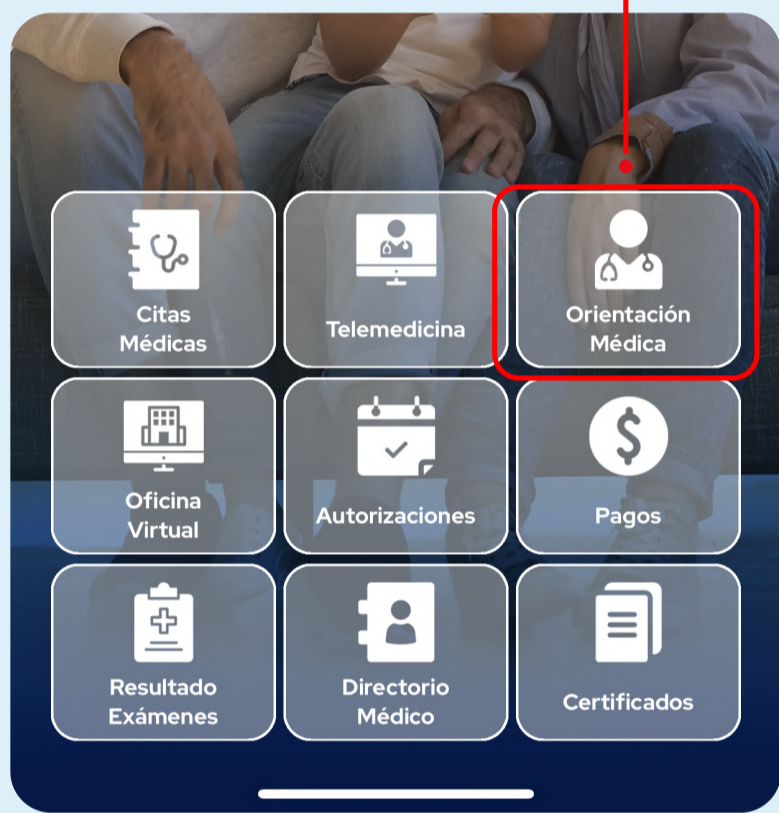 Citas
Médicas
Telemedicina
Orientación
Médica
Oficina
Virtual
Autorizaciones
Pagos
Resultado
Exámenes
Directorio
Médico
Certificados